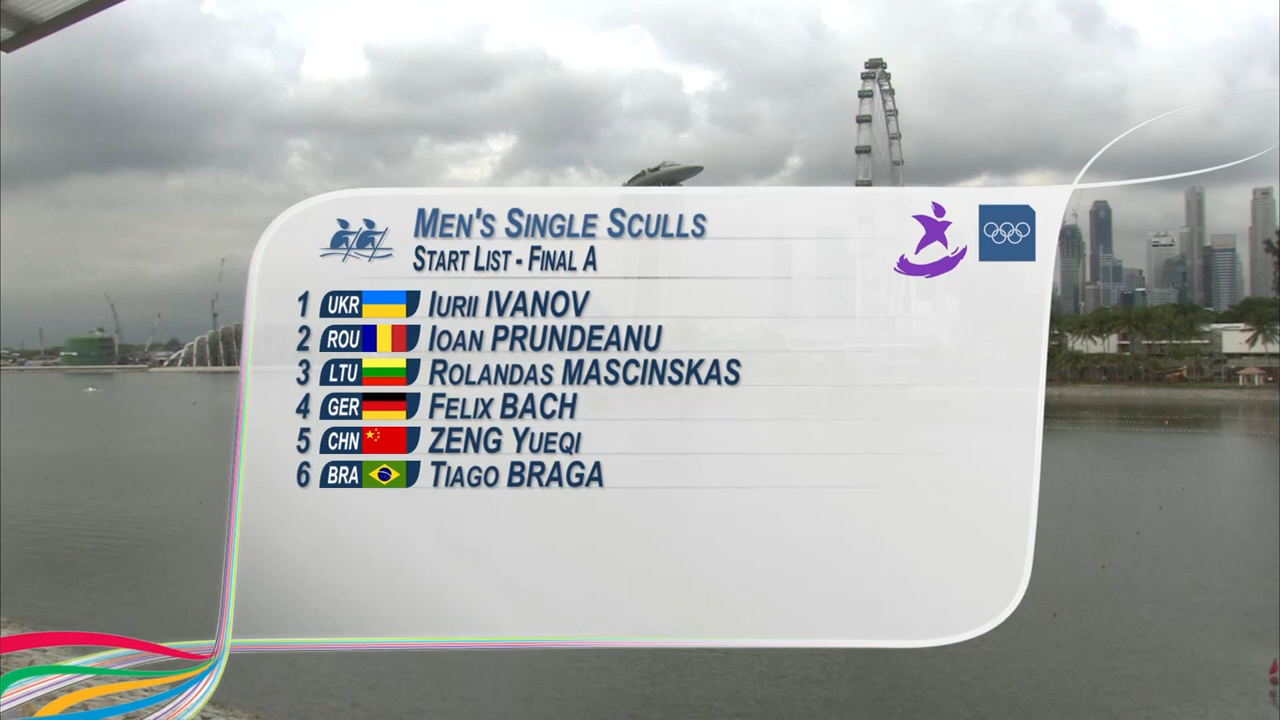 Men's Single Sculls
Start List - Final A
1 UKR Iurii IVANOV
2 ROU Ioan PRUNDEANU
3 LTU Rolandas MASCINSKAS
4 GER Felix BACH
5 CHN ZENG Yueqi
6 BRA Tiago BRAGA